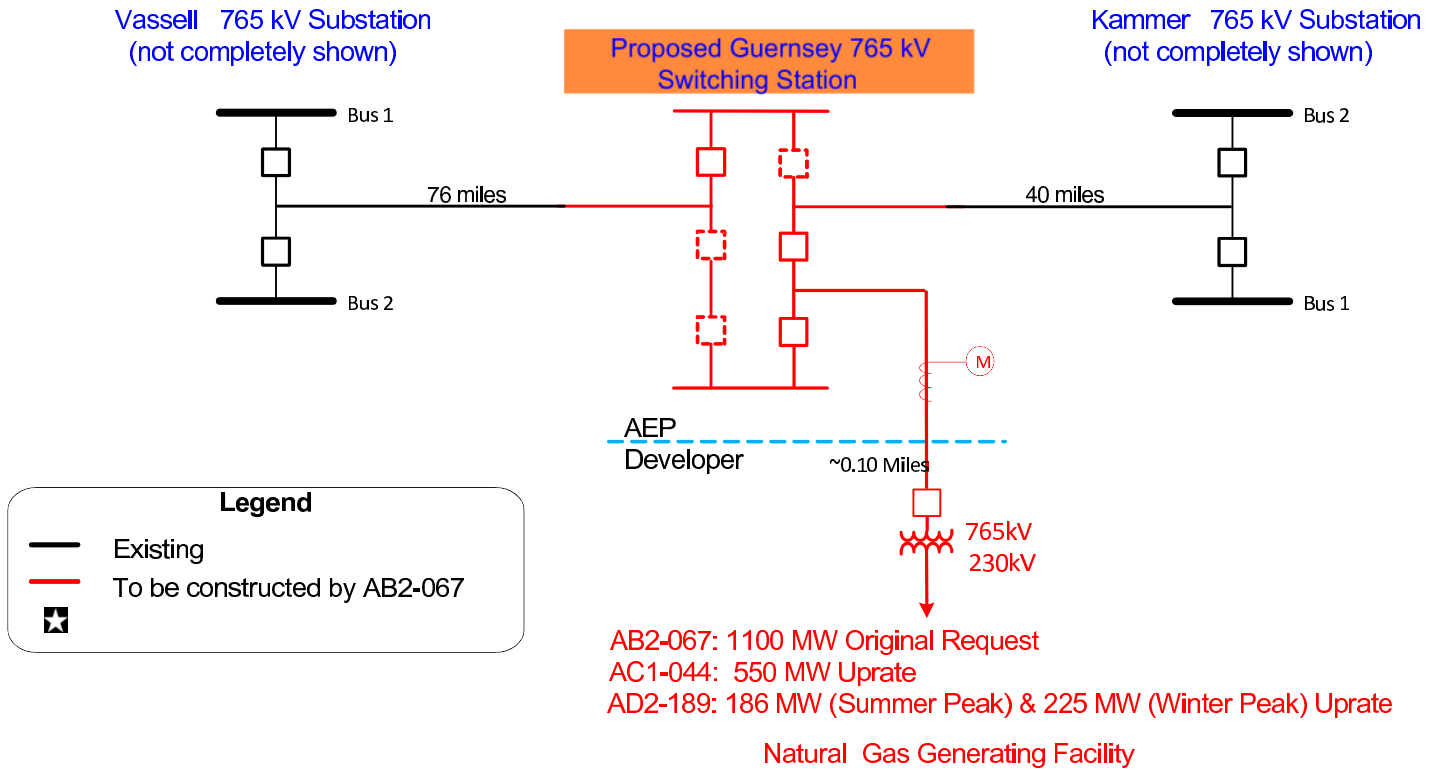 Vassell 765 kV Substation
(not completely shown)
Proposed Guernsey 765 kV
Switching Station
Kammer 765 kV Substation
(not completely shown)
Bus 1
Bus 2
76 miles
40 miles
Bus 2
Bus 1
M
AEP
Developer
~0.10 Miles
765kV
230kV
Legend
Existing
To be constructed by AB2-067
AB2-067: 1100 MW Original Request
AC1-044: 550 MW Uprate
AD2-189: 186 MW (Summer Peak) & 225 MW (Winter Peak) Uprate
Natural Gas Generating Facility